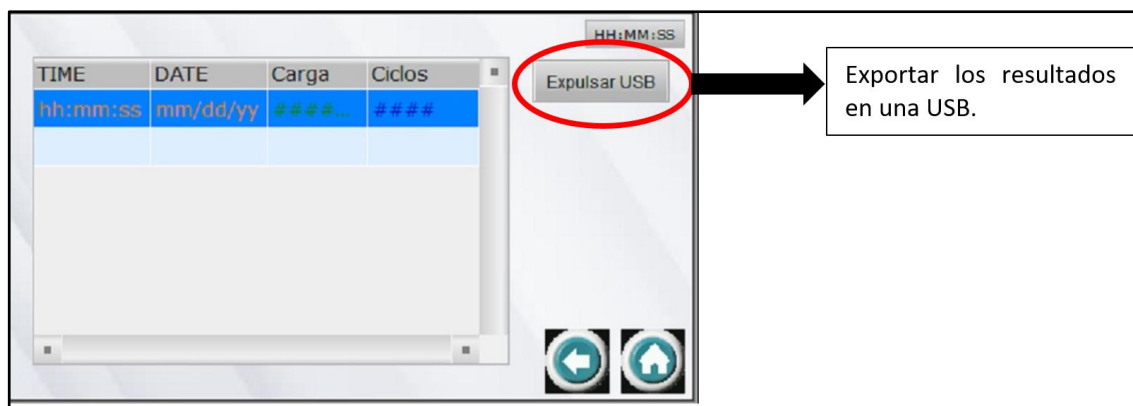 HH:MM:SS
TIME DATE Carga Ciclos
Expulsar USB
hh:mm:ss mm/dd/yy ####... ####
Exportar los resultados
en una USB.